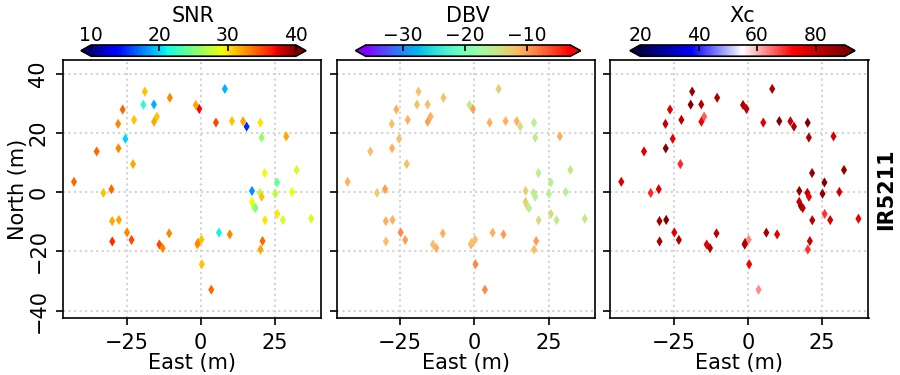 SNR DBV Xc
10 20 30 40 −30 −20 −10 20 40 60 80
40
20
0
−20
−40
North (m)
−25 0 25 −25 0 25 −25 0 25
East (m) East (m) East (m)
IR5211